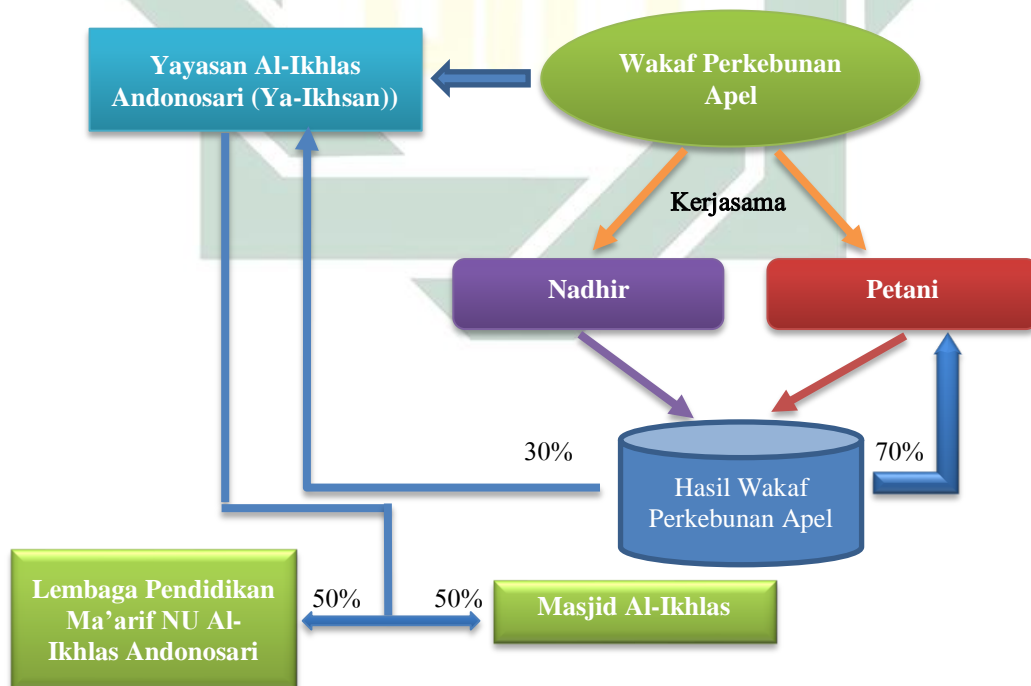 Yayasan Al-Ikhlas
Andonosari (Ya-Ikhsan))
Wakaf Perkebunan
Apel
Kerjasama
Nadhir
Petani
30%
70%
Hasil Wakaf
Perkebunan Apel
Lembaga Pendidikan
Ma’arif NU Al-
Ikhlas Andonosari
50%
50%
Masjid Al-Ikhlas